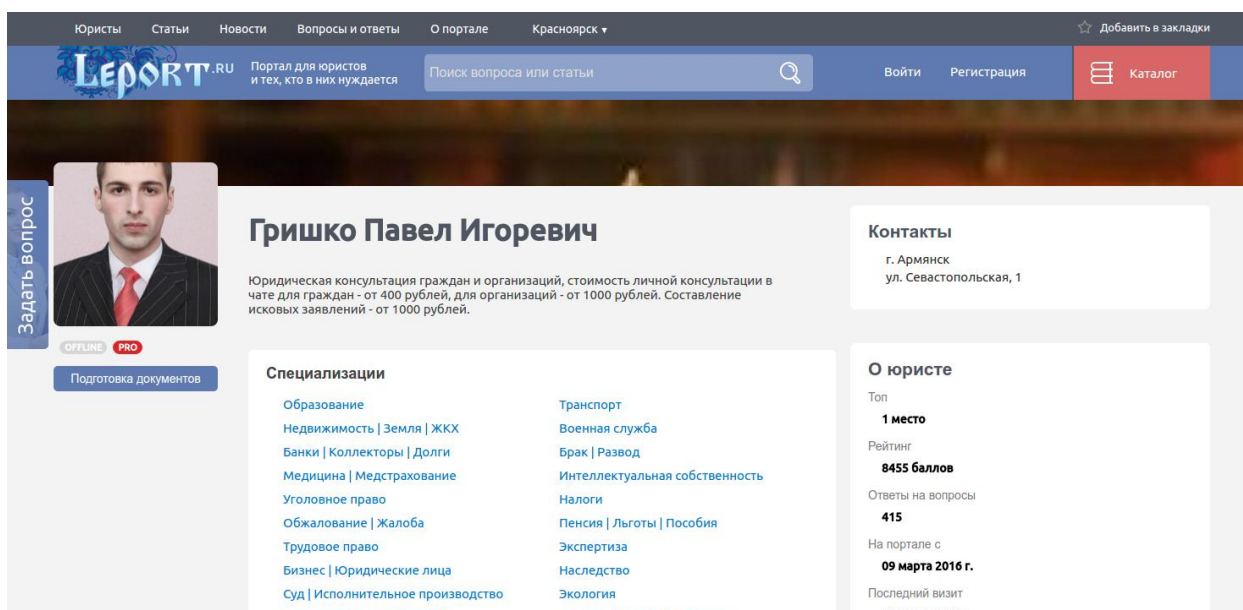 Юристы Статьи Новости Вопросы и ответы О портале Красноярск ▾ Добавить в закладки
LEPORT.RU
Портал для юристов
и тех, кто в них нуждается
Поиск вопроса или статьи
Войти Регистрация Каталог
Задать вопрос
OFFLINE PRO
Подготовка документов
Гришко Павел Игоревич
Юридическая консультация граждан и организаций, стоимость личной консультации в
чате для граждан - от 400 рублей, для организаций - от 1000 рублей. Составление
исковых заявлений - от 1000 рублей.
Специализации
Образование
Недвижимость | Земля | ЖКХ
Банки | Коллекторы | Долги
Медицина | Медстрахование
Уголовное право
Обжалование | Жалоба
Трудовое право
Бизнес | Юридические лица
Суд | Исполнительное производство
Транспорт
Военная служба
Брак | Развод
Интеллектуальная собственность
Налоги
Пенсия | Льготы | Пособия
Экспертиза
Наследство
Экология
Контакты
г. Армянск
ул. Севастопольская, 1
О юристе
Топ
1 место
Рейтинг
8455 баллов
Ответы на вопросы
415
На портале с
09 марта 2016 г.
Последний визит